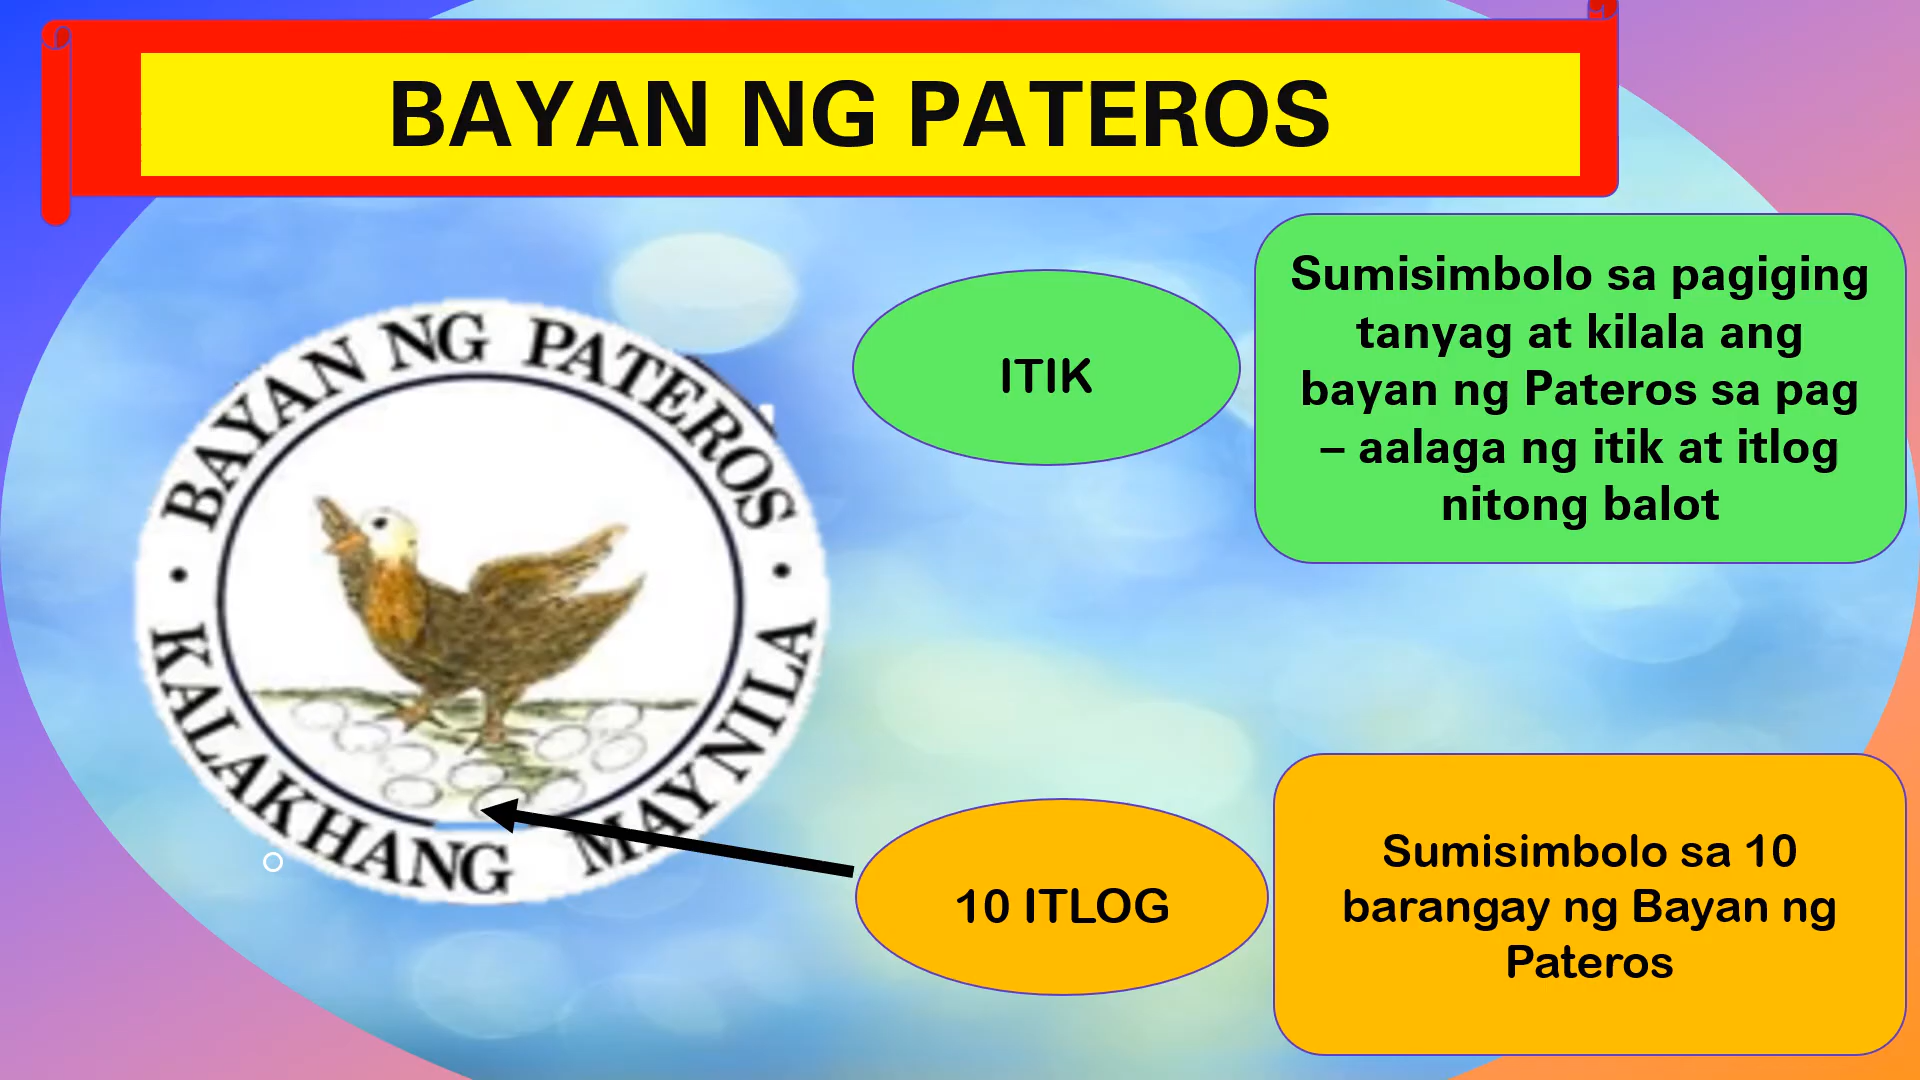 BAYAN NG PATEROS
BAYAN NG PATEROS
KALAKHANG MAYNILA
ITIK
Sumisimbolo sa pagiging
tanyag at kilala ang
bayan ng Pateros sa pag
– aalaga ng itik at itlog
nitong balot
10 ITLOG
Sumisimbolo sa 10
barangay ng Bayan ng
Pateros